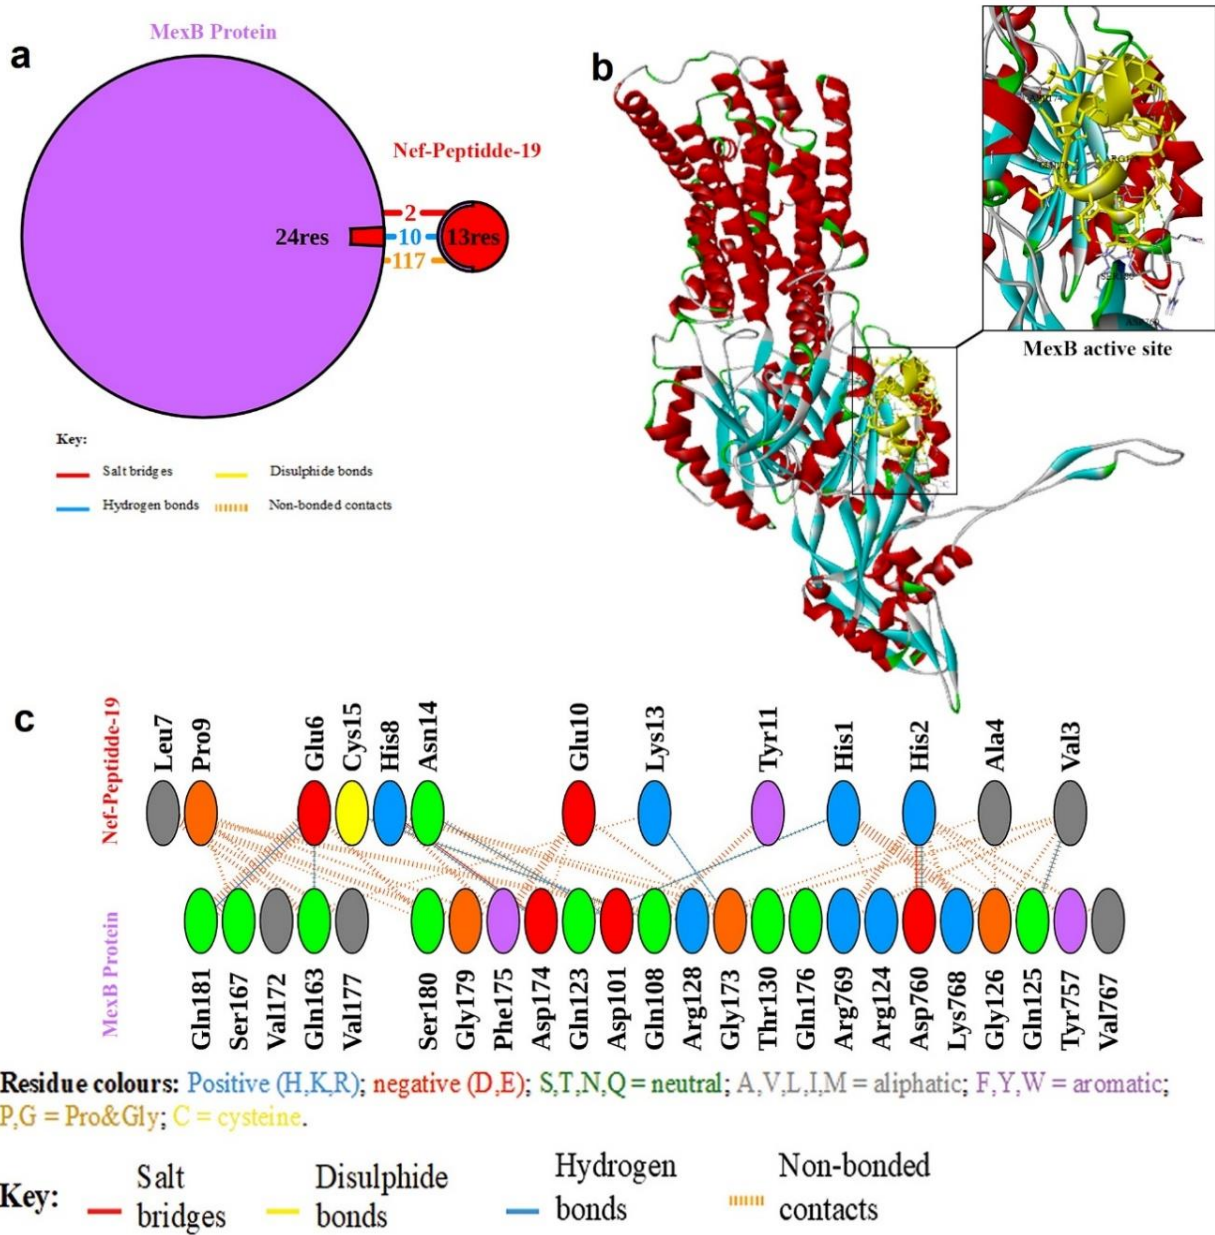 a
MexB Protein
Nef-Peptidde-19
24res
2
10
117
13res
Key:
Salt bridges
Disulphide bonds
Hydrogen bonds
Non-bonded contacts
b
MexB active site
c
Nef-Peptidde-19
Leu7
Pro9
Glu6
Cys15
His8
Asn14
Glu10
Lys13
Tyr11
His1
His2
Ala4
Val3
MexB Protein
Gln181
Ser167
Val172
Gln163
Val177
Ser180
Gly179
Phe175
Asp174
Gln123
Asp101
Gln108
Arg128
Gly173
Thr130
Gln176
Arg769
Arg124
Asp760
Lys768
Gly126
Gln125
Tyr757
Val767
Residue colours: Positive (H,K,R); negative (D,E); S,T,N,Q = neutral; A,V,L,I,M = aliphatic; F,Y,W = aromatic;
P,G = Pro&Gly; C = cysteine.
Key:
Salt
bridges
Disulphide
bonds
Hydrogen
bonds
Non-bonded
contacts